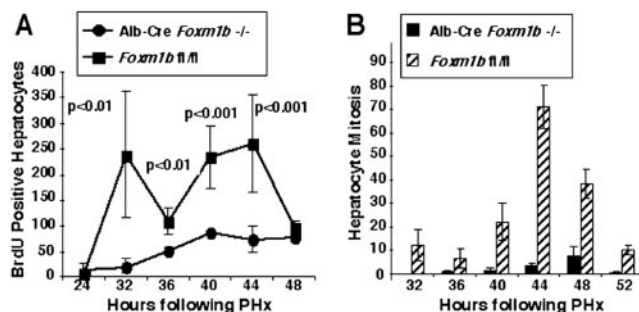 A
Alb-Cre Foxm1b -/-
Foxm1b fl/fl
BrdU Positive Hepatocytes
400
350
300
250
200
150
100
50
0
p<0.01
p<0.01
p<0.001
p<0.001
24 32 36 40 44 48
Hours following PHx
B
Alb-Cre Foxm1b -/-
Foxm1b fl/fl
Hepatocyte Mitosis
90
80
70
60
50
40
30
20
10
32 36 40 44 48 52
Hours following PHx